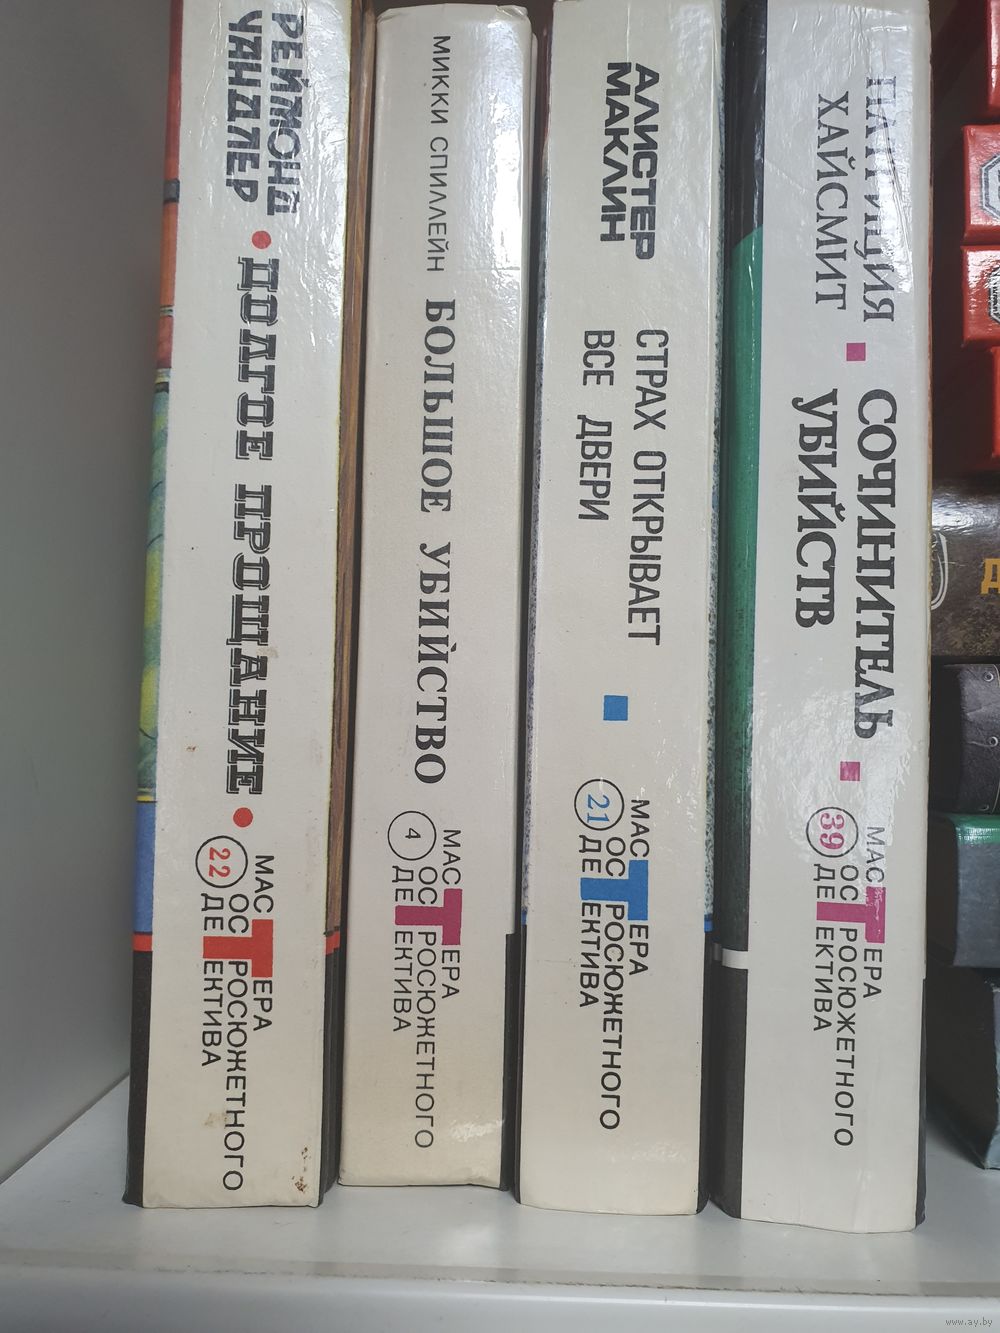 РЕЙМОНД
ЧАНДЛЕР
ДОЛГОЕ ПРОЩАНИЕ
22
МАСТЕРА
ОСТРОСЮЖЕТНОГО
ДЕТЕКТИВА
МИККИ СПИЛЛЕЙН
БОЛЬШОЕ УБИЙСТВО
4
МАСТЕРА
ОСТРОСЮЖЕТНОГО
ДЕТЕКТИВА
АЛИСТЕР
МАКЛИН
СТРАХ ОТКРЫВАЕТ
ВСЕ ДВЕРИ
21
МАСТЕРА
ОСТРОСЮЖЕТНОГО
ДЕТЕКТИВА
ПАТРИЦИЯ
ХАЙСМИТ
СОЧИНИТЕЛЬ
УБИЙСТВ
39
МАСТЕРА
ОСТРОСЮЖЕТНОГО
ДЕТЕКТИВА
www.ay.by